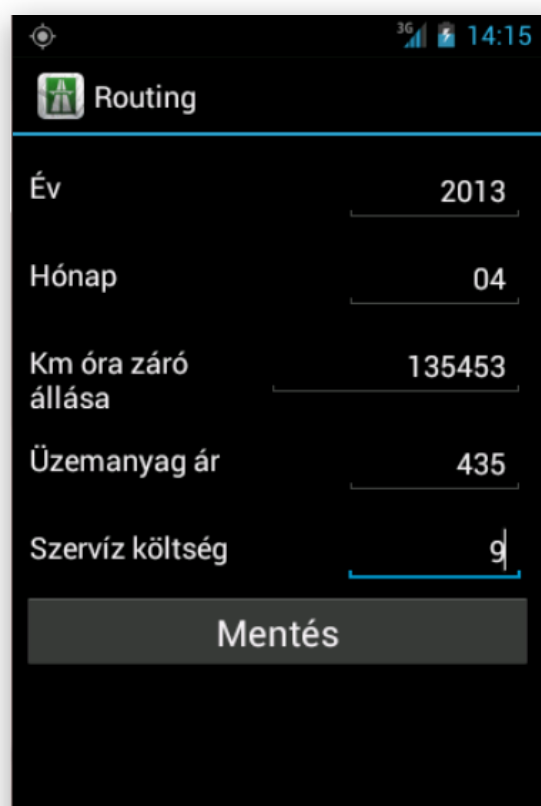 3G 14:15
Routing
Év 2013
Hónap 04
Km óra záró 135453
állása
Üzemanyag ár 435
Szervíz költség 9
Mentés